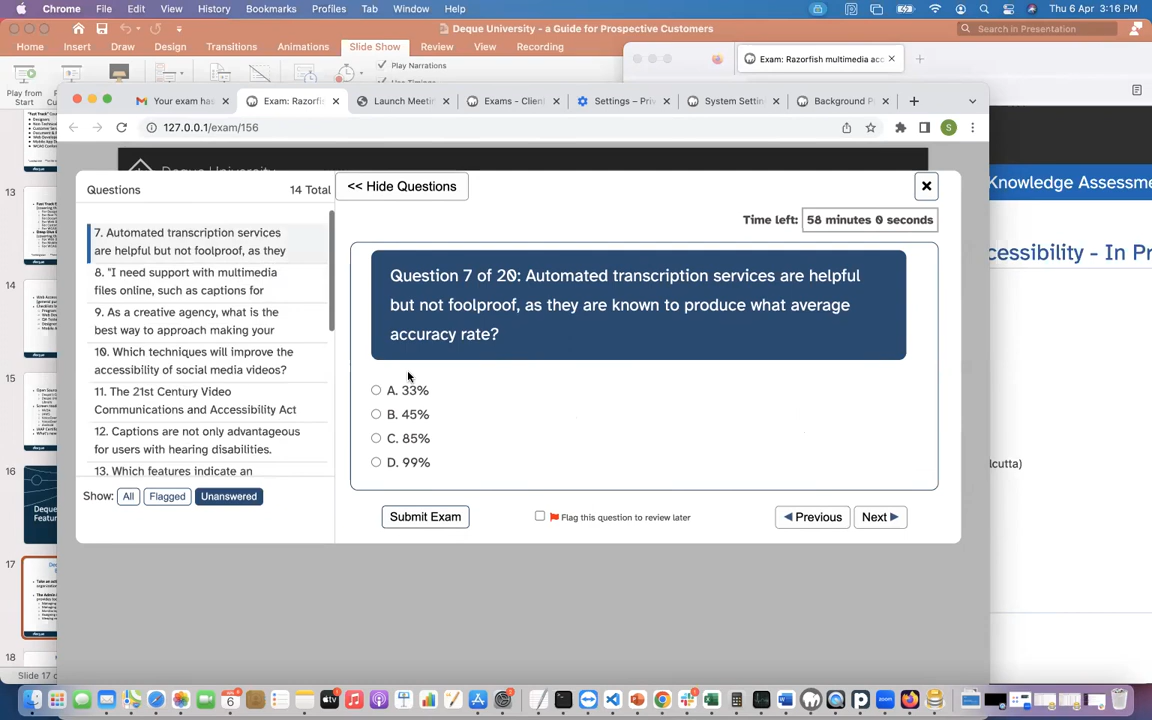 Chrome File Edit View History Bookmarks Profiles Tab Window Help Thu 6 Apr 3:16 PM
Deque University - a Guide for Prospective Customers
Search in Presentation
Home Insert Draw Design Transitions Animations Slide Show Review View Recording
Play from
Start
Play Narrations
Exam: Razorfish multimedia acc
Your exam has
Exam: Razorfi
Launch Meetin
Exams - Clien
Settings – Pri
System Settin
Background P
127.0.0.1/exam/156
Deque University
Knowledge Assessme
cessibility - In Pr
lcutta)
13
14
15
16
17
18
Deque
Featur
Questions 14 Total
<< Hide Questions
Time left: 58 minutes 0 seconds
7. Automated transcription services
are helpful but not foolproof, as they
8. "I need support with multimedia
files online, such as captions for
9. As a creative agency, what is the
best way to approach making your
10. Which techniques will improve the
accessibility of social media videos?
11. The 21st Century Video
Communications and Accessibility Act
12. Captions are not only advantageous
for users with hearing disabilities.
13. Which features indicate an
Show: All Flagged Unanswered
Question 7 of 20: Automated transcription services are helpful
but not foolproof, as they are known to produce what average
accuracy rate?
A. 33%
B. 45%
C. 85%
D. 99%
Submit Exam
Flag this question to review later
Previous
Next
Slide 17 o